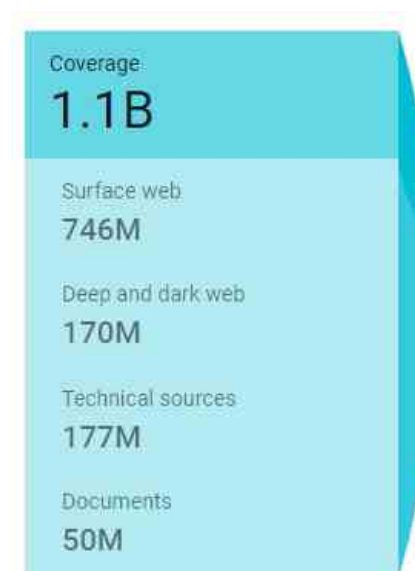 Coverage
1.1B
Surface web
746M
Deep and dark web
170M
Technical sources
177M
Documents
50M